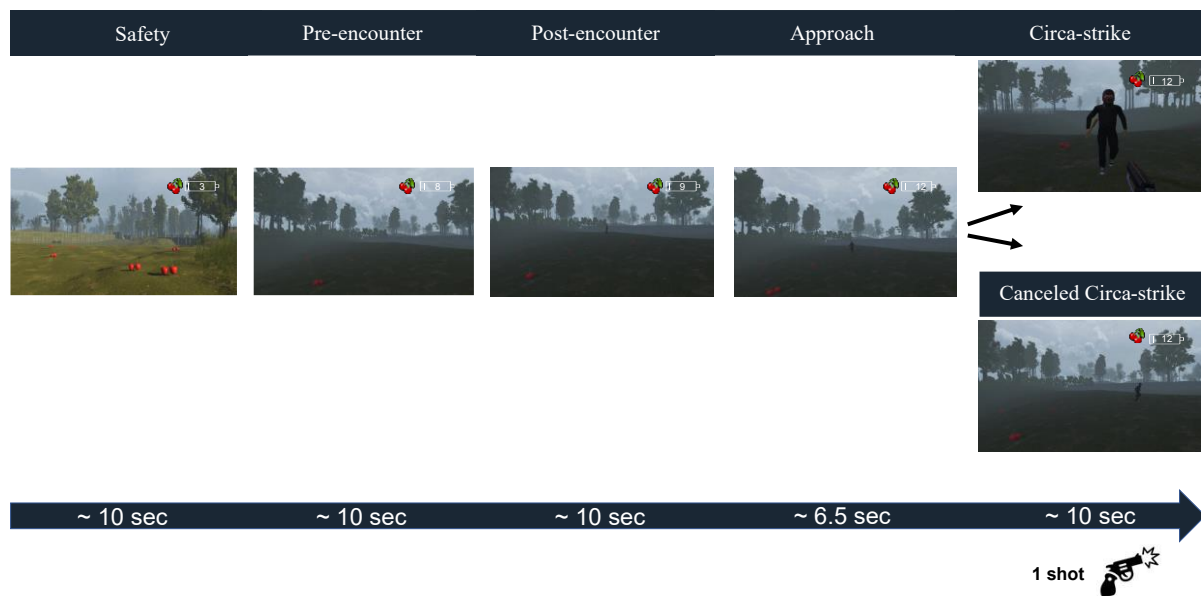 Safety Pre-encounter Post-encounter Approach Circa-strike
12
3 8 9 12
Canceled Circa-strike
12
~ 10 sec ~ 10 sec ~ 10 sec ~ 6.5 sec ~ 10 sec
1 shot